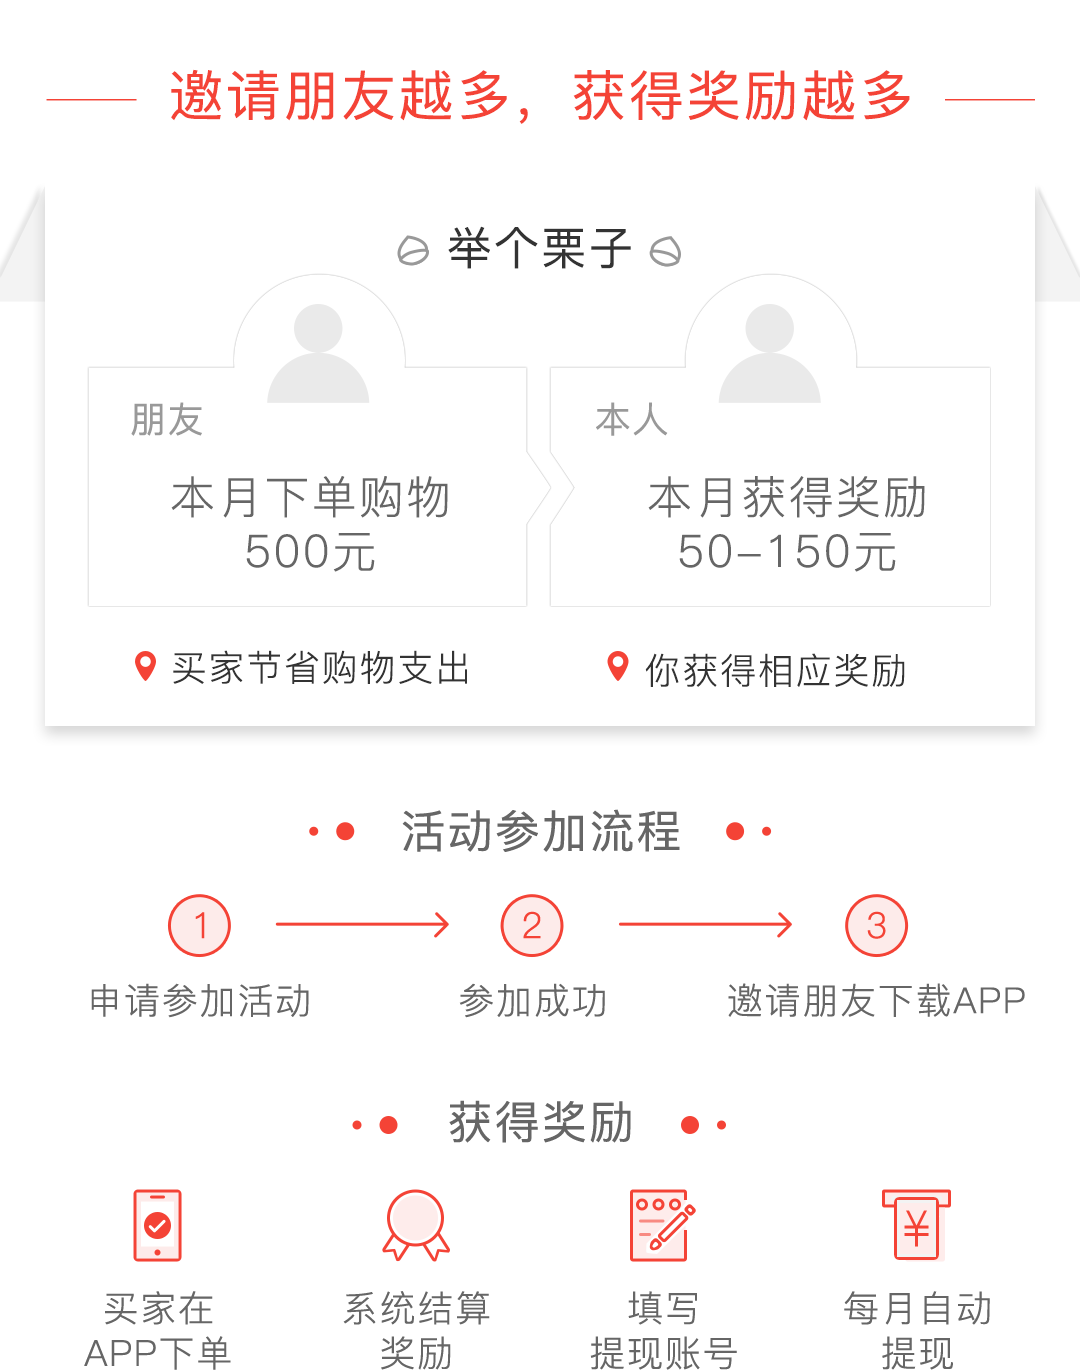 邀请朋友越多，获得奖励越多
举个栗子
朋友
本月下单购物
500元
本人
本月获得奖励
50-150元
买家节省购物支出
你获得相应奖励
活动参加流程
1
2
3
申请参加活动
参加成功
邀请朋友下载APP
获得奖励
¥
买家在
APP下单
系统结算
奖励
填写
提现账号
每月自动
提现